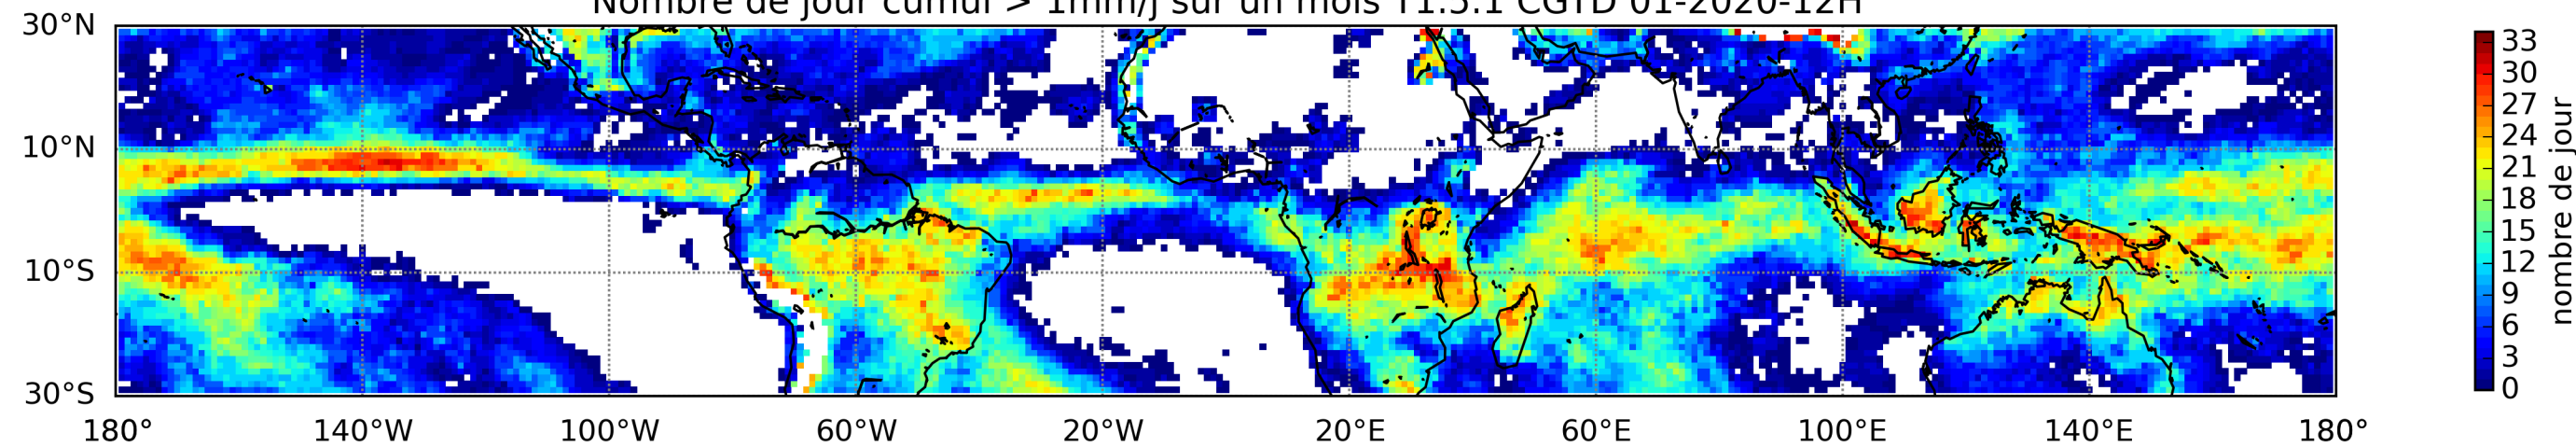 Nombre de jour cumul > 1mm/j sur un mois T1.5.1 CGTD 01-2020-12H
30°N
10°N
10°S
30°S
180° 140°W 100°W 60°W 20°W 20°E 60°E 100°E 140°E 180°
33
30
27
24
21
18
15
12
9
6
3
0
nombre de jour